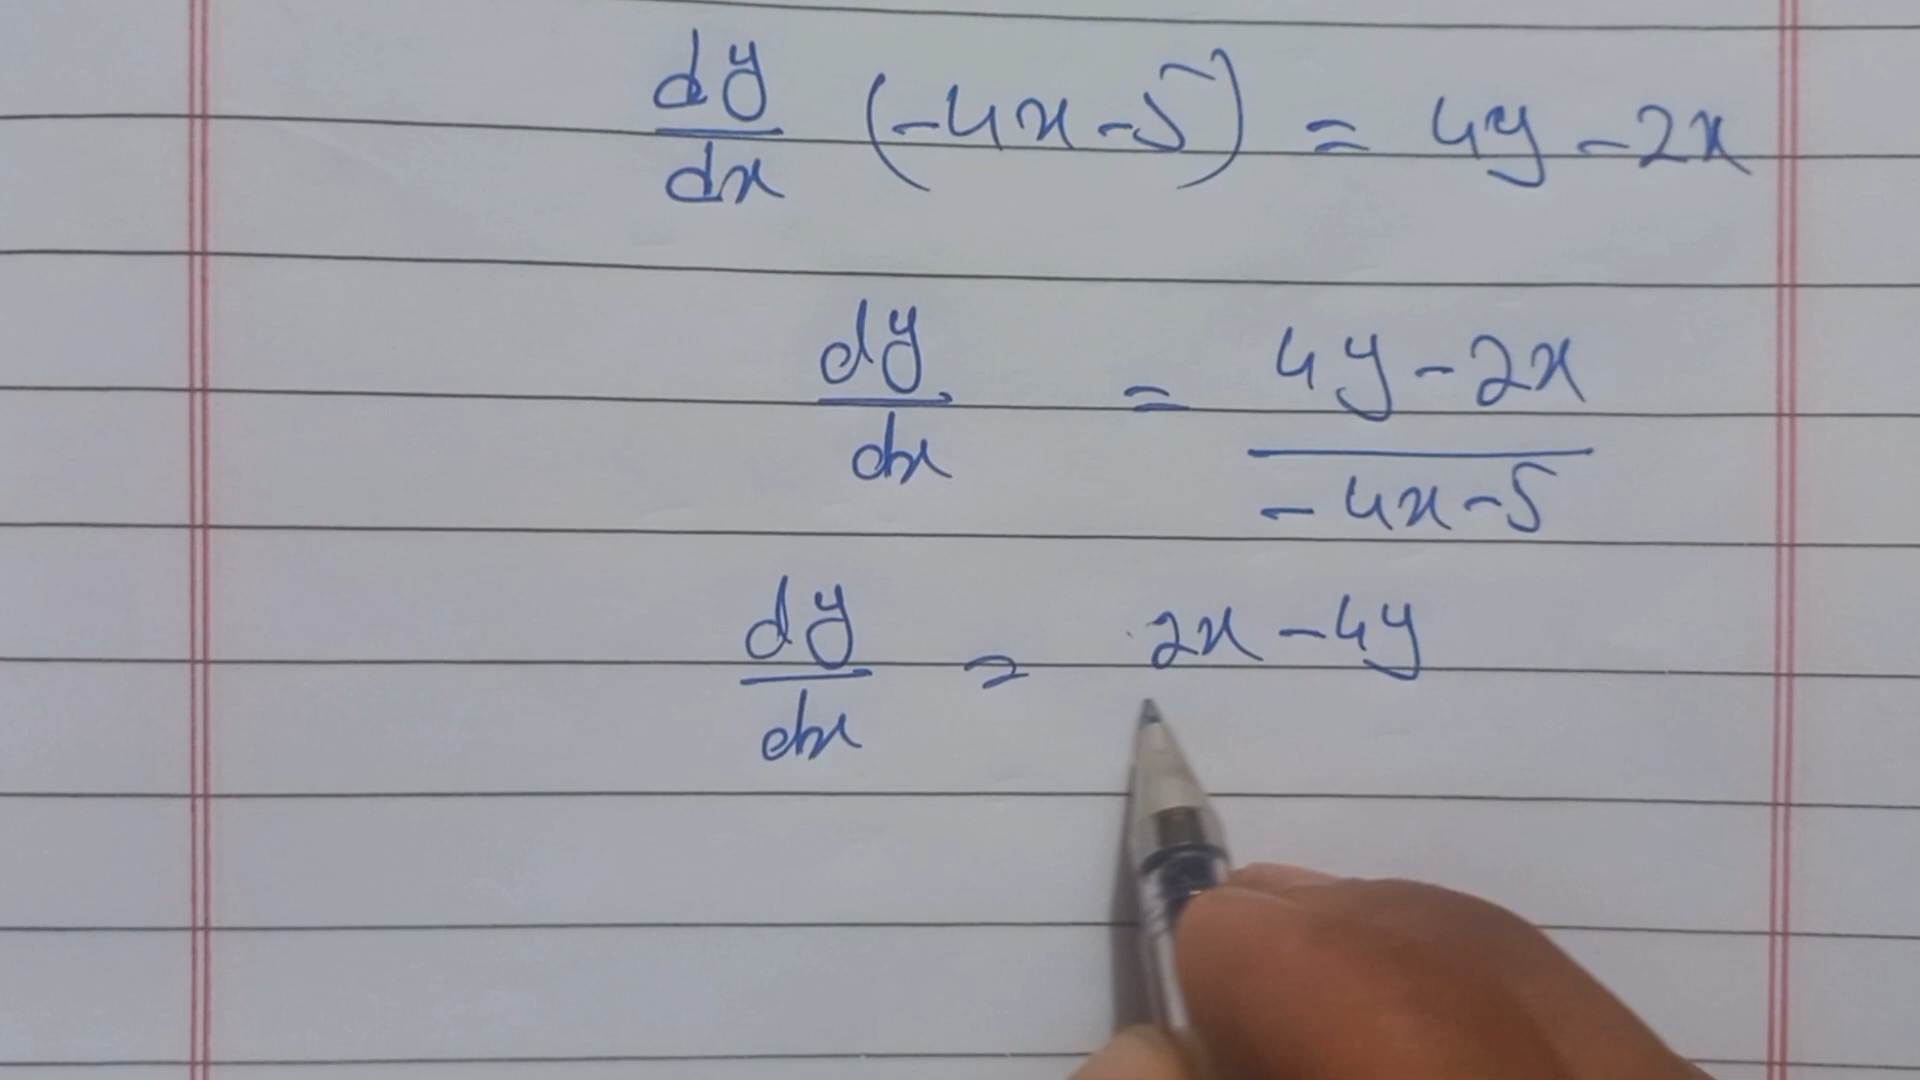 dy/dx (-4x-5) = 4y-2x
dy/dx = 4y-2x/-4x-5
dy/dx = 2x-4y